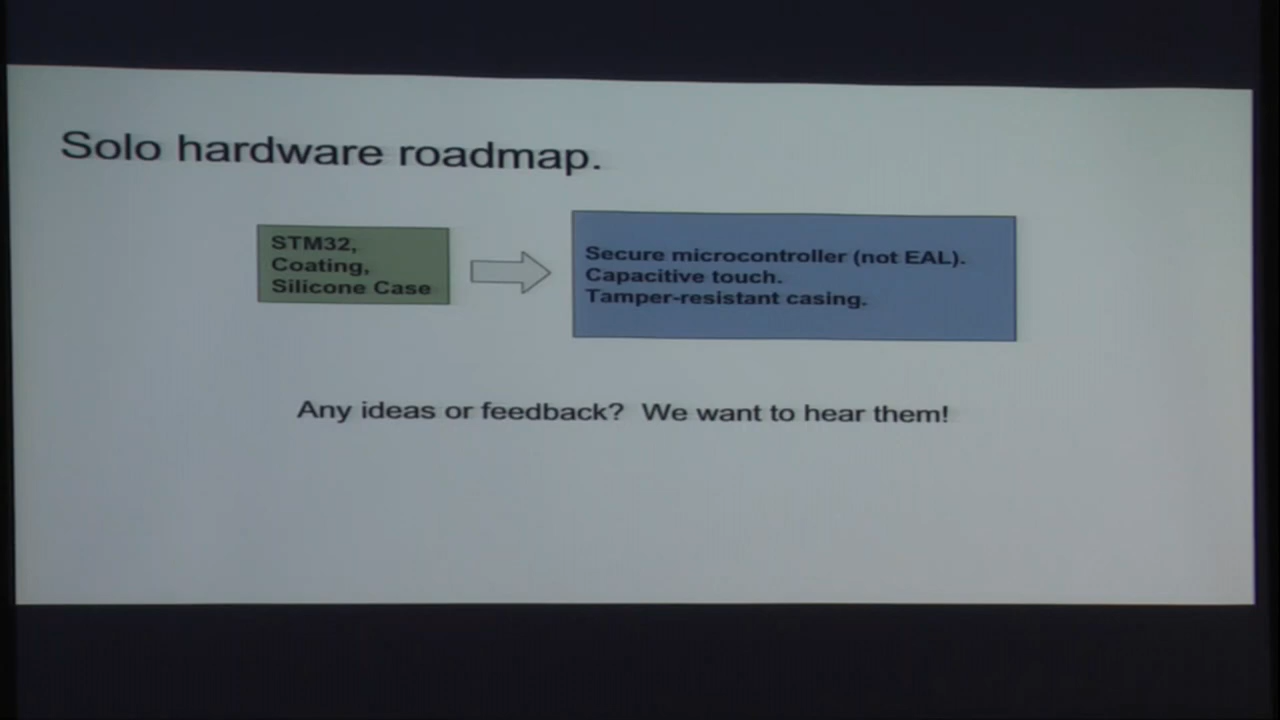 Solo hardware roadmap.
STM32,
Coating,
Silicone Case
Secure microcontroller (not EAL).
Capacitive touch.
Tamper-resistant casing.
Any ideas or feedback?  We want to hear them!